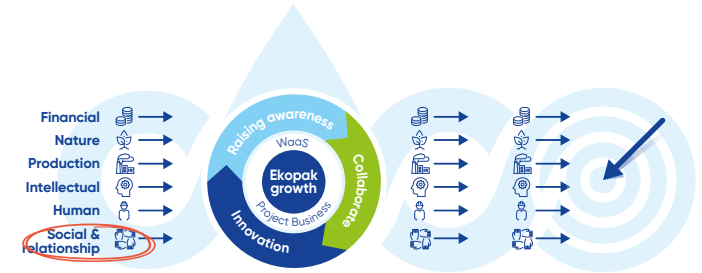 Financial
Nature
Production
Intellectual
Human
Social &
relationship
Raising awareness
WaaS
Collaborate
Ekopak
growth
Project Business
Innovation